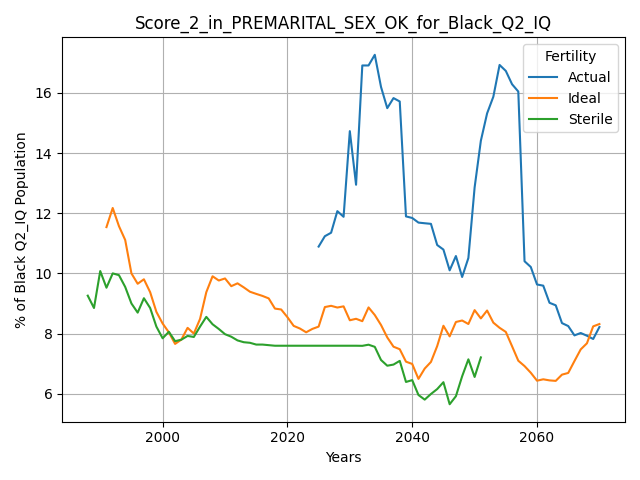 Score_2_in_PREMARITAL_SEX_OK_for_Black_Q2_IQ
Fertility
Actual
Ideal
Sterile
% of Black Q2_IQ Population
16
14
12
10
8
6
2000
2020
2040
2060
Years